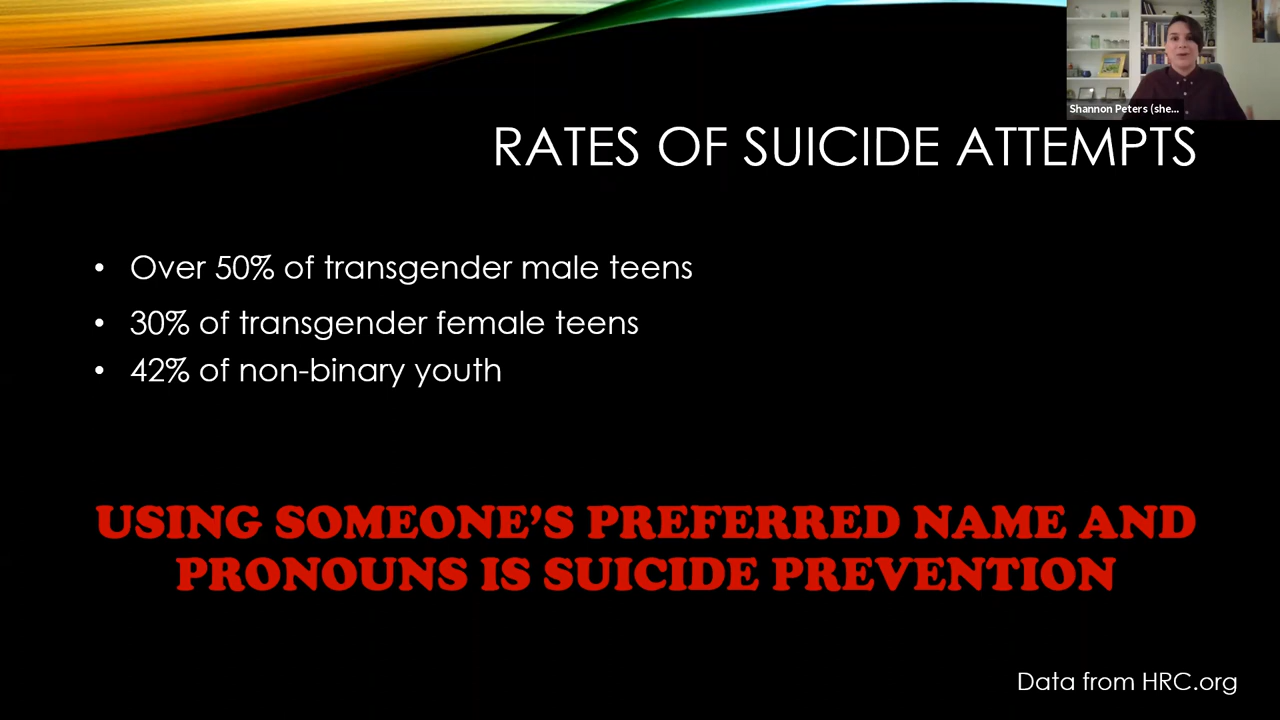 Shannon Peters (she...
RATES OF SUICIDE ATTEMPTS
• Over 50% of transgender male teens
• 30% of transgender female teens
• 42% of non-binary youth
USING SOMEONE’S PREFERRED NAME AND
PRONOUNS IS SUICIDE PREVENTION
Data from HRC.org